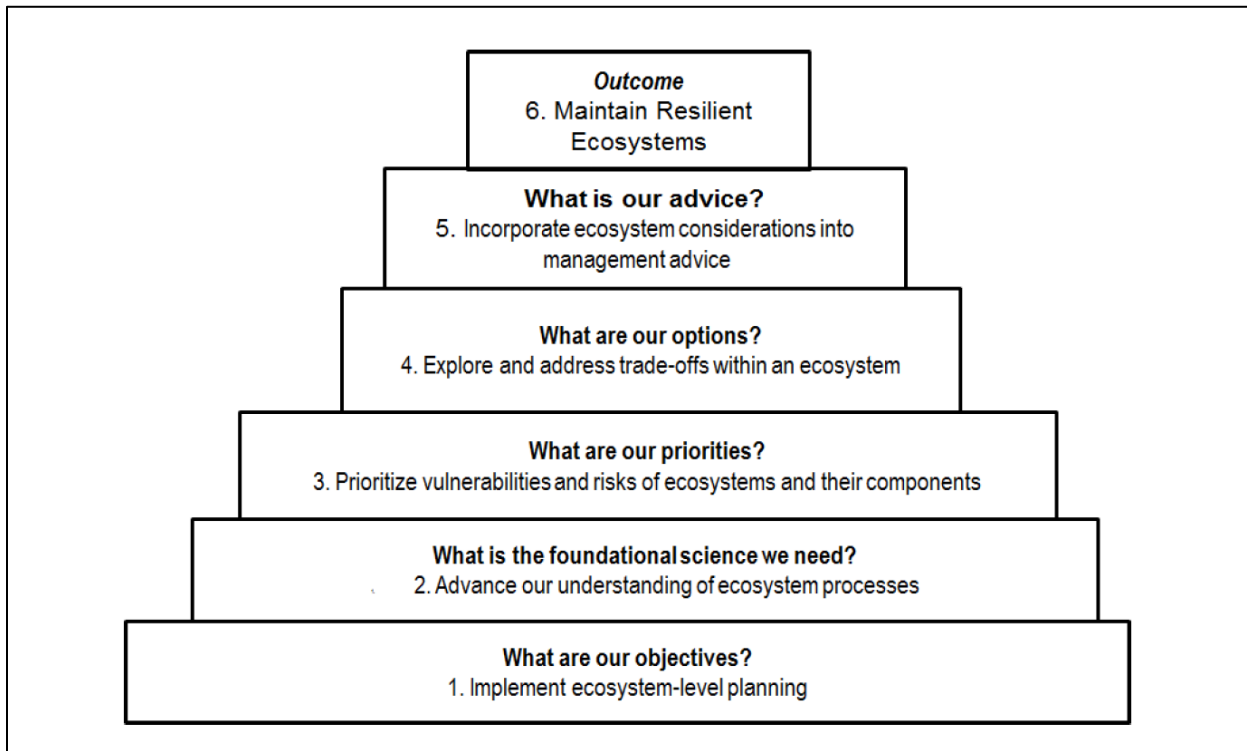 Outcome
6. Maintain Resilient
Ecosystems
What is our advice?
5. Incorporate ecosystem considerations into
management advice
What are our options?
4. Explore and address trade-offs within an ecosystem
What are our priorities?
3. Prioritize vulnerabilities and risks of ecosystems and their components
What is the foundational science we need?
2. Advance our understanding of ecosystem processes
What are our objectives?
1. Implement ecosystem-level planning